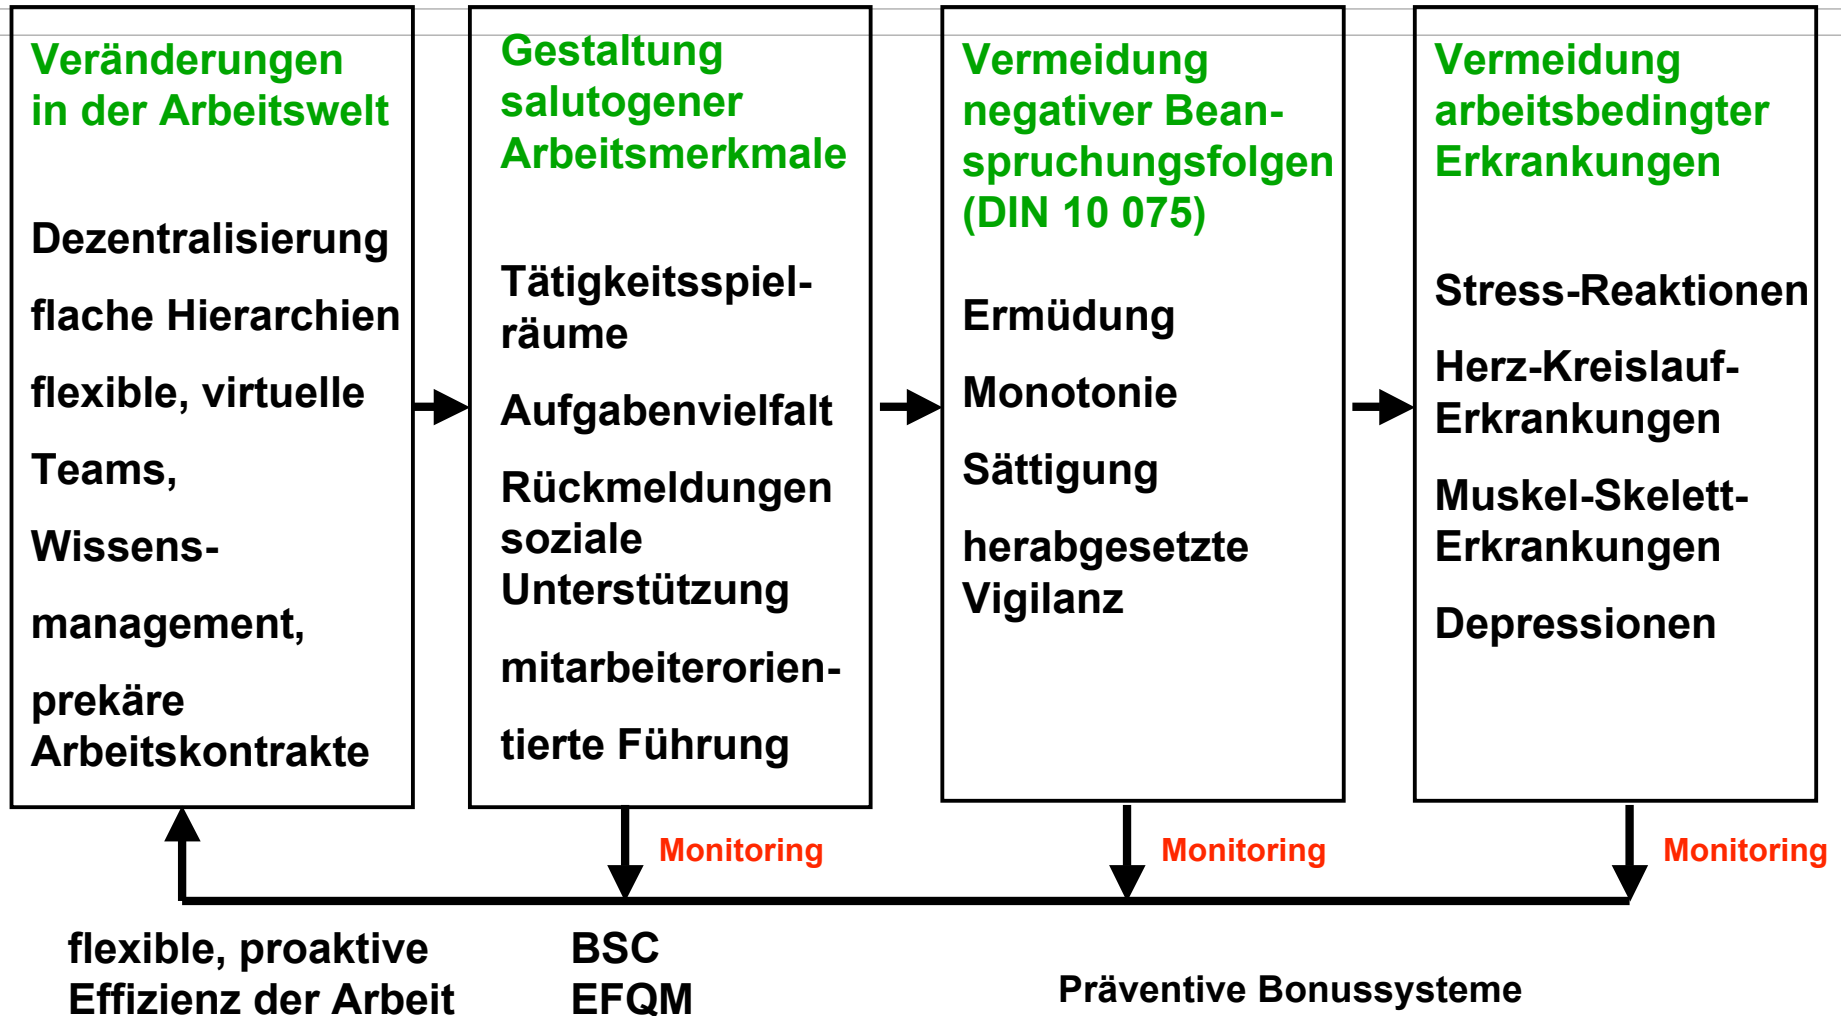 Veränderungen
in der Arbeitswelt
Dezentralisierung
flache Hierarchien
flexible, virtuelle
Teams,
Wissens-
management,
prekäre
Arbeitskontrakte
Gestaltung
salutogener
Arbeitsmerkmale
Tätigkeitsspiel-
räume
Aufgabenvielfalt
Rückmeldungen
soziale
Unterstützung
mitarbeiterorien-
tierte Führung
Vermeidung
negativer Bean-
spruchungsfolgen
(DIN 10 075)
Ermüdung
Monotonie
Sättigung
herabgesetzte
Vigilanz
Vermeidung
arbeitsbedingter
Erkrankungen
Stress-Reaktionen
Herz-Kreislauf-
Erkrankungen
Muskel-Skelett-
Erkrankungen
Depressionen
Monitoring
Monitoring
Monitoring
flexible, proaktive
Effizienz der Arbeit
BSC
EFQM
Präventive Bonussysteme